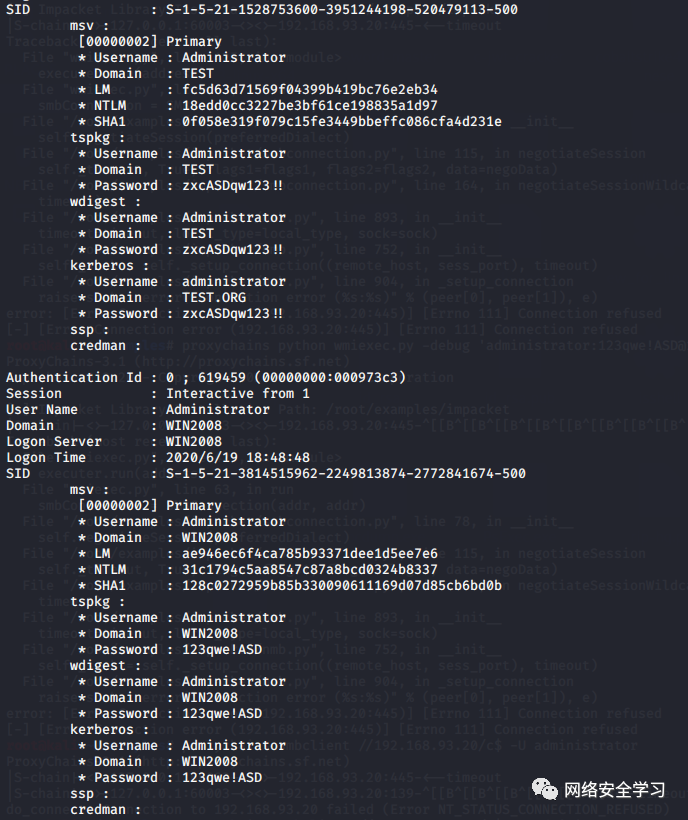 SID : S-1-5-21-1528753600-3951244198-520479113-500
msv :
[00000002] Primary
* Username : Administrator
* Domain : TEST
* LM : fc5d63d71569f04399b419bc76e2eb34
* NTLM : 18edd0cc3227be3bf61ce198835a1d97
* SHA1 : 0f058e319f079c15fe3449bbeffc086cfa4d231e
tspkg :
* Username : Administrator
* Domain : TEST
* Password : zxcASDqw123!!
wdigest :
* Username : Administrator
* Domain : TEST
* Password : zxcASDqw123!!
kerberos :
* Username : administrator
* Domain : TEST.ORG
* Password : zxcASDqw123!!
ssp :
credman :
Authentication Id : 0 ; 619459 (00000000:000973c3)
Session : Interactive from 1
User Name : Administrator
Domain : WIN2008
Logon Server : WIN2008
Logon Time : 2020/6/19 18:48:48
SID : S-1-5-21-3814515962-2249813874-2772841674-500
msv :
[00000002] Primary
* Username : Administrator
* Domain : WIN2008
* LM : ae946ec6f4ca785b93371dee1d5ee7e6
* NTLM : 31c1794c5aa8547c87a8bcd0324b8337
* SHA1 : 128c0272959b85b330090611169d07d85cb6bd0b
tspkg :
* Username : Administrator
* Domain : WIN2008
* Password : 123qwe!ASD
wdigest :
* Username : Administrator
* Domain : WIN2008
* Password : 123qwe!ASD
kerberos :
* Username : Administrator
* Domain : WIN2008
* Password : 123qwe!ASD
ssp :
credman :
网络安全学习